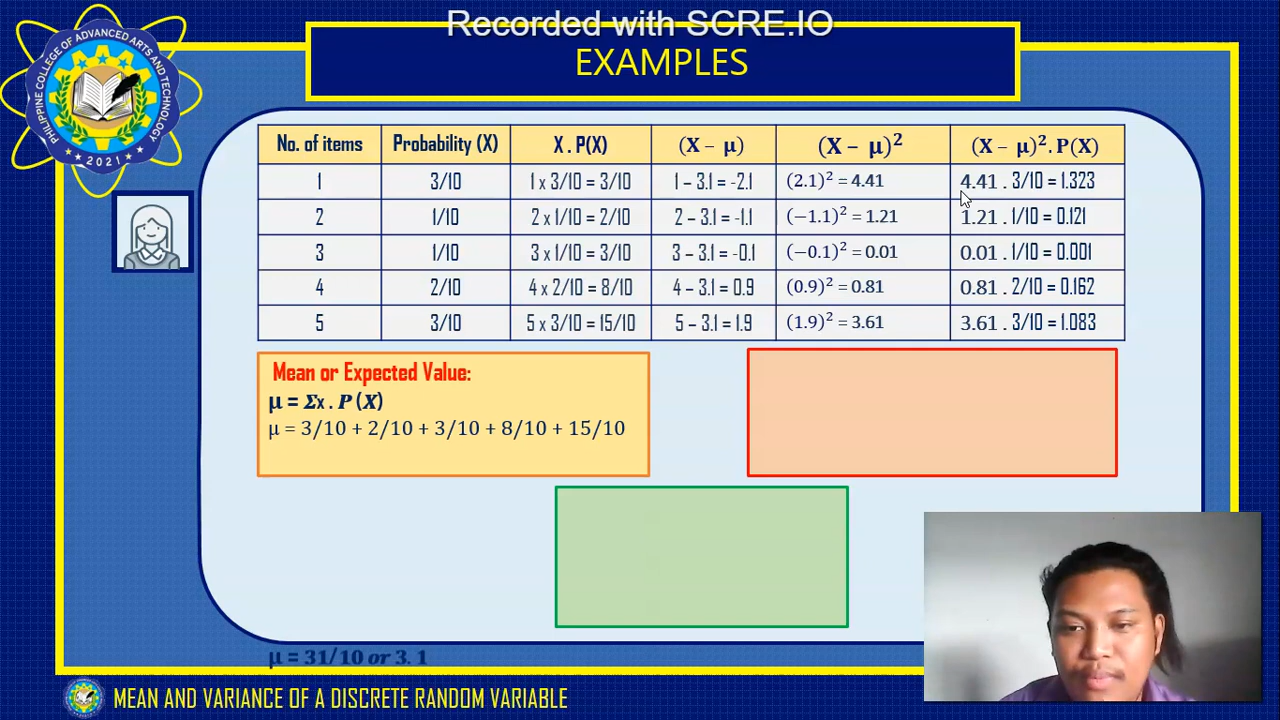 Recorded with SCRE.IO
EXAMPLES
PHILIPPINE COLLEGE OF ADVANCED ARTS AND TECHNOLOGY
2021
No. of items Probability (X) X . P(X) (X – μ) (X – μ)² (X – μ)². P(X)
1 3/10 1 x 3/10 = 3/10 1 – 3.1 = -2.1 (2.1)² = 4.41 4.41 . 3/10 = 1.323
2 1/10 2 x 1/10 = 2/10 2 – 3.1 = -1.1 (−1.1)² = 1.21 1.21 . 1/10 = 0.121
3 1/10 3 x 1/10 = 3/10 3 – 3.1 = -0.1 (−0.1)² = 0.01 0.01 . 1/10 = 0.001
4 2/10 4 x 2/10 = 8/10 4 – 3.1 = 0.9 (0.9)² = 0.81 0.81 . 2/10 = 0.162
5 3/10 5 x 3/10 = 15/10 5 – 3.1 = 1.9 (1.9)² = 3.61 3.61 . 3/10 = 1.083
Mean or Expected Value:
μ = Σx . P (X)
μ = 3/10 + 2/10 + 3/10 + 8/10 + 15/10
μ = 31/10 or 3.1
MEAN AND VARIANCE OF A DISCRETE RANDOM VARIABLE